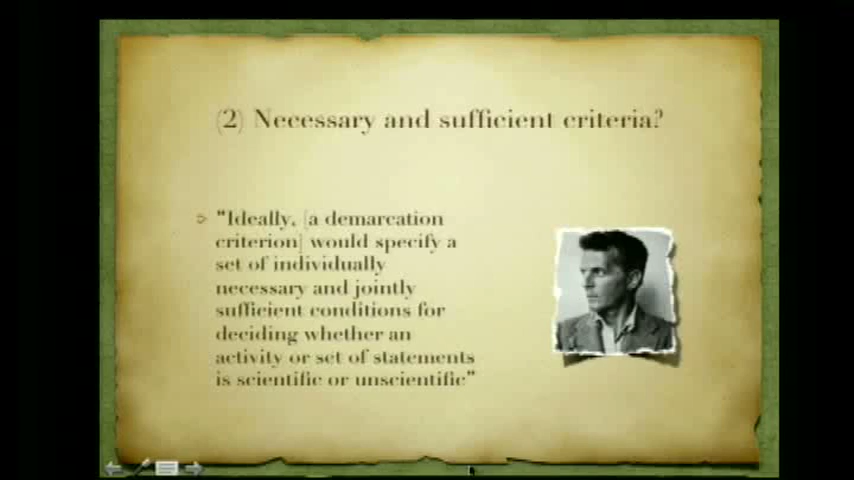 (2) Necessary and sufficient criteria?
"Ideally, [a demarcation
criterion] would specify a
set of individually
necessary and jointly
sufficient conditions for
deciding whether an
activity or set of statements
is scientific or unscientific"